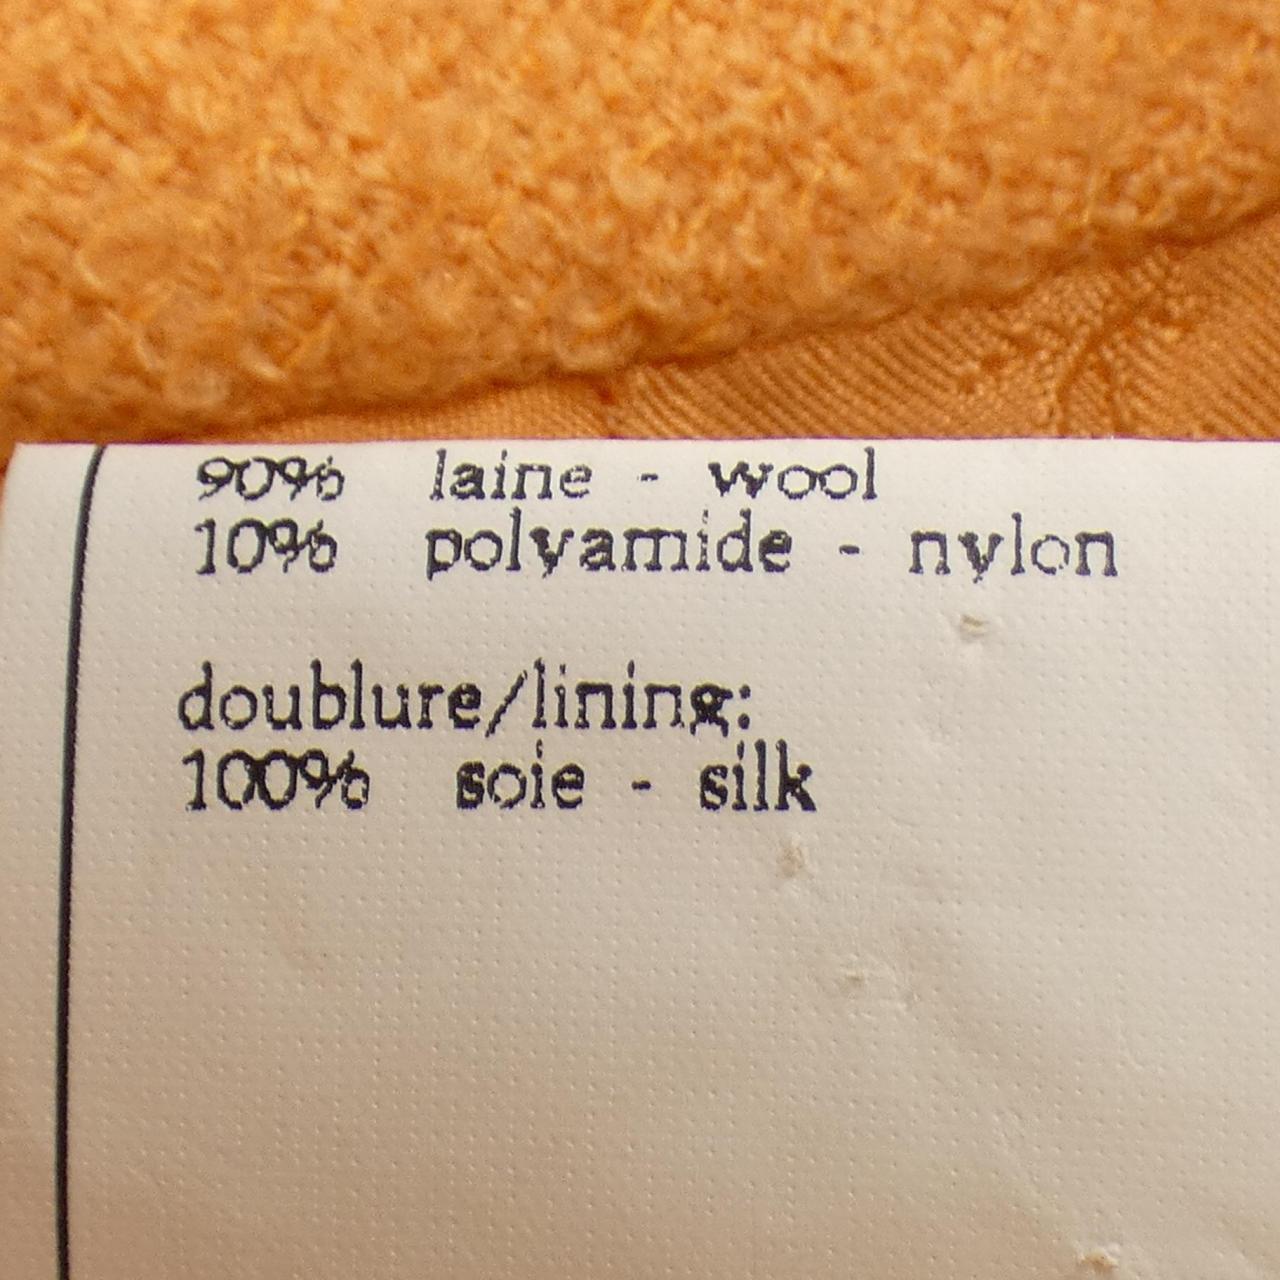 90% laine - wool
10% polyamide - nylon
doublure/lining:
100% soie - silk